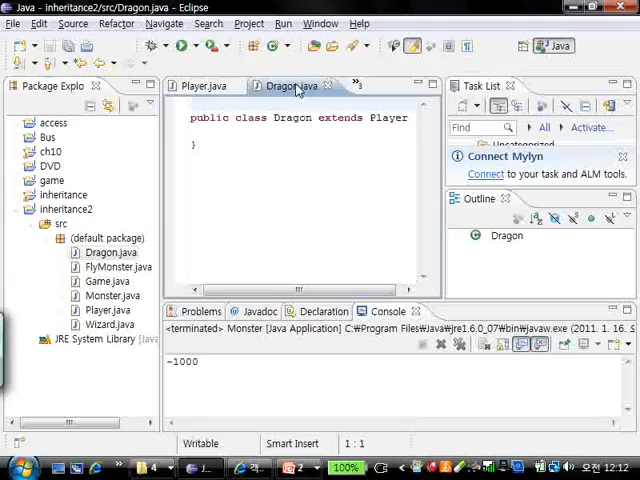 Java - inheritance2/src/Dragon.java - Eclipse
File Edit Source Refactor Navigate Search Project Run Window Help
Java
Package Explo
access
Bus
ch10
DVD
game
inheritance
inheritance2
src
(default package)
Dragon.java
FlyMonster.java
Game.java
Monster.java
Player.java
Wizard.java
JRE System Library [Java
Player.java
Dragon.java
»3
public class Dragon extends Player
}
Task List
Find
All
Activate...
Uncategorized
Connect Mylyn
Connect to your task and ALM tools.
Outline
Dragon
Problems
Javadoc
Declaration
Console
<terminated> Monster [Java Application] C:₩Program Files₩Java₩jre1.6.0_07₩bin₩javaw.exe (2011. 1. 16.
-1000
Writable
Smart Insert
1 : 1
4
J...
2
100%
오전 12:12